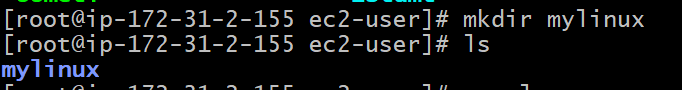 [root@ip-172-31-2-155 ec2-user]# mkdir mylinux
[root@ip-172-31-2-155 ec2-user]# ls
mylinux